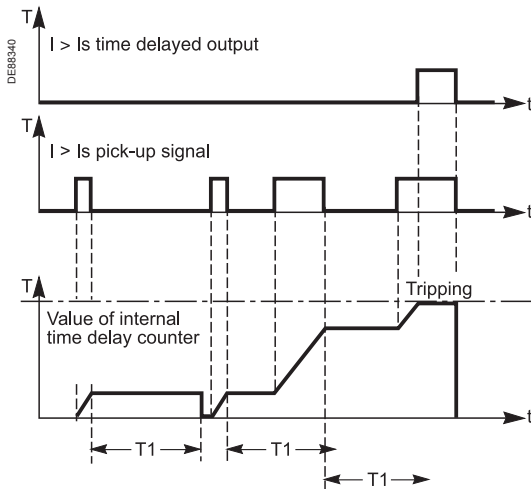 T
I > Is time delayed output
DE88340
t
T
I > Is pick-up signal
t
T
Tripping
Value of internal
time delay counter
t
T1
T1
T1